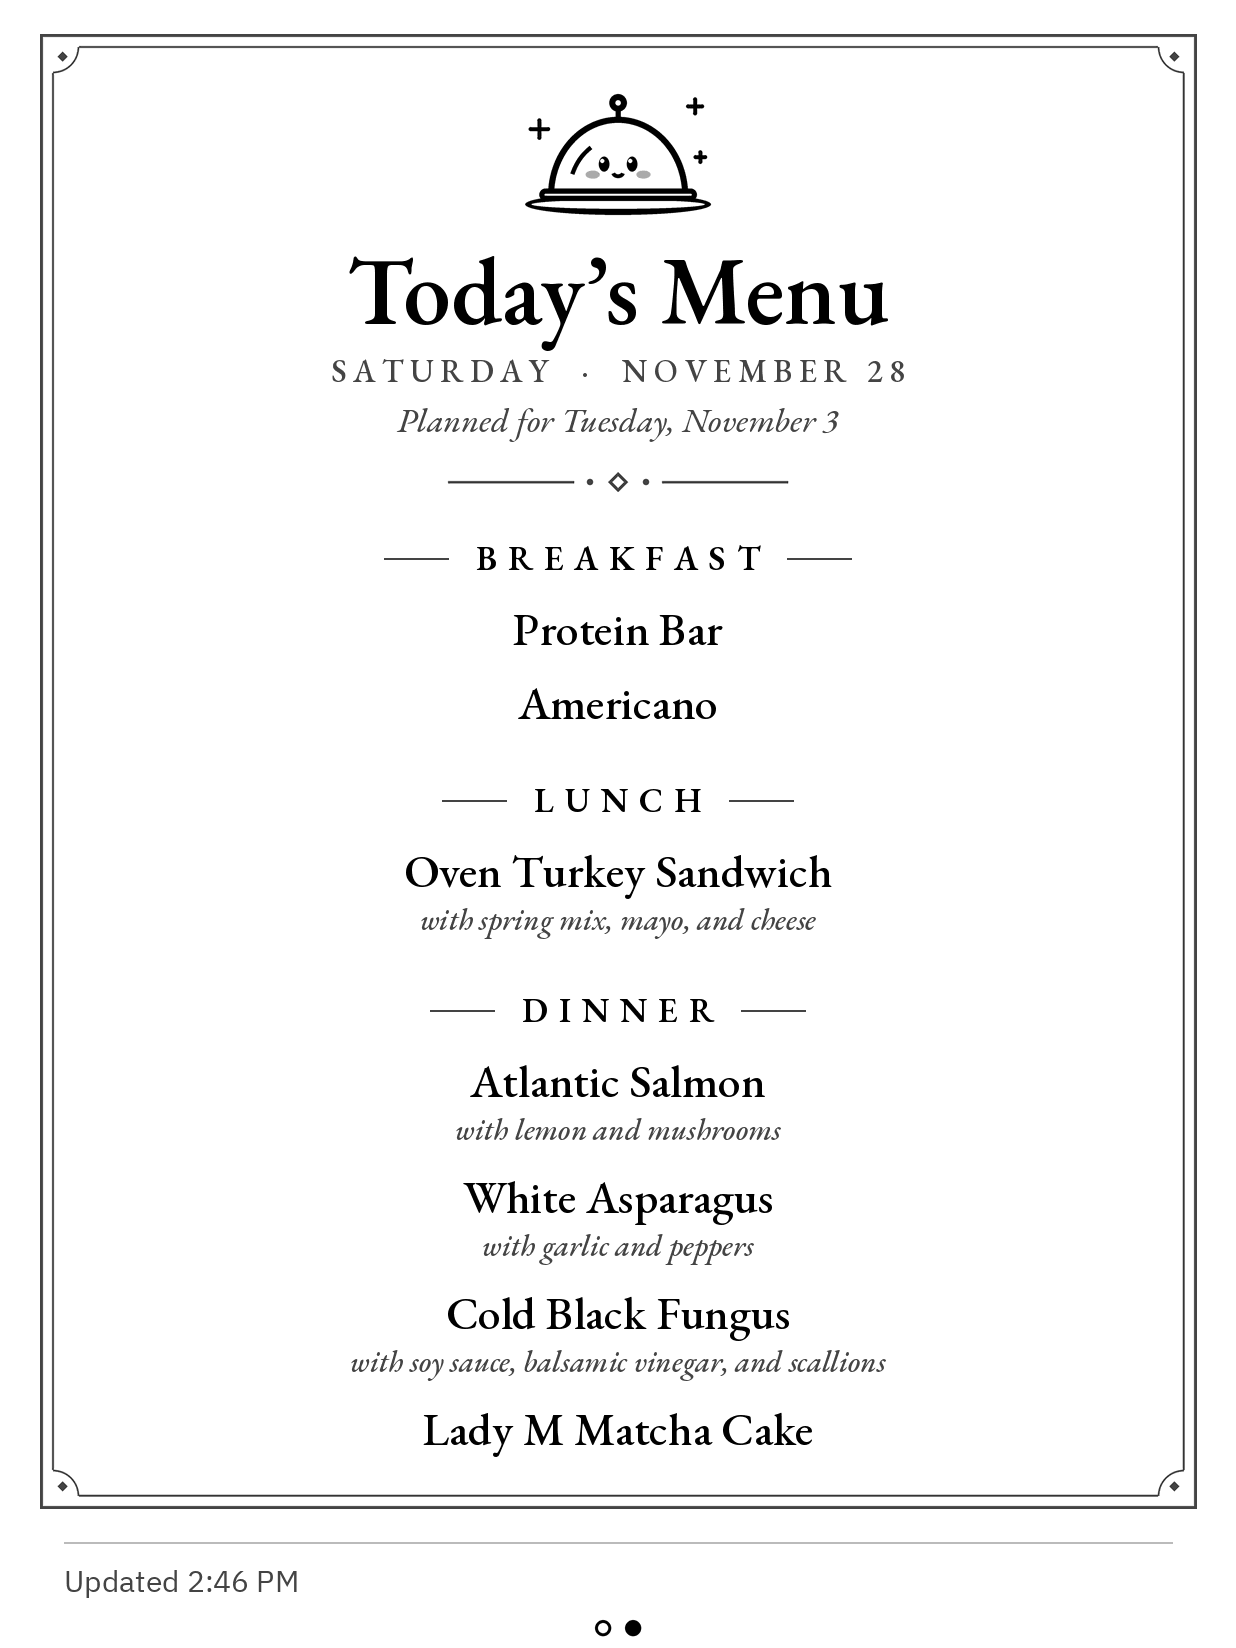 Today’s Menu
SATURDAY · NOVEMBER 28
Planned for Tuesday, November 3
BREAKFAST
Protein Bar
Americano
LUNCH
Oven Turkey Sandwich
with spring mix, mayo, and cheese
DINNER
Atlantic Salmon
with lemon and mushrooms
White Asparagus
with garlic and peppers
Cold Black Fungus
with soy sauce, balsamic vinegar, and scallions
Lady M Matcha Cake
Updated 2:46 PM